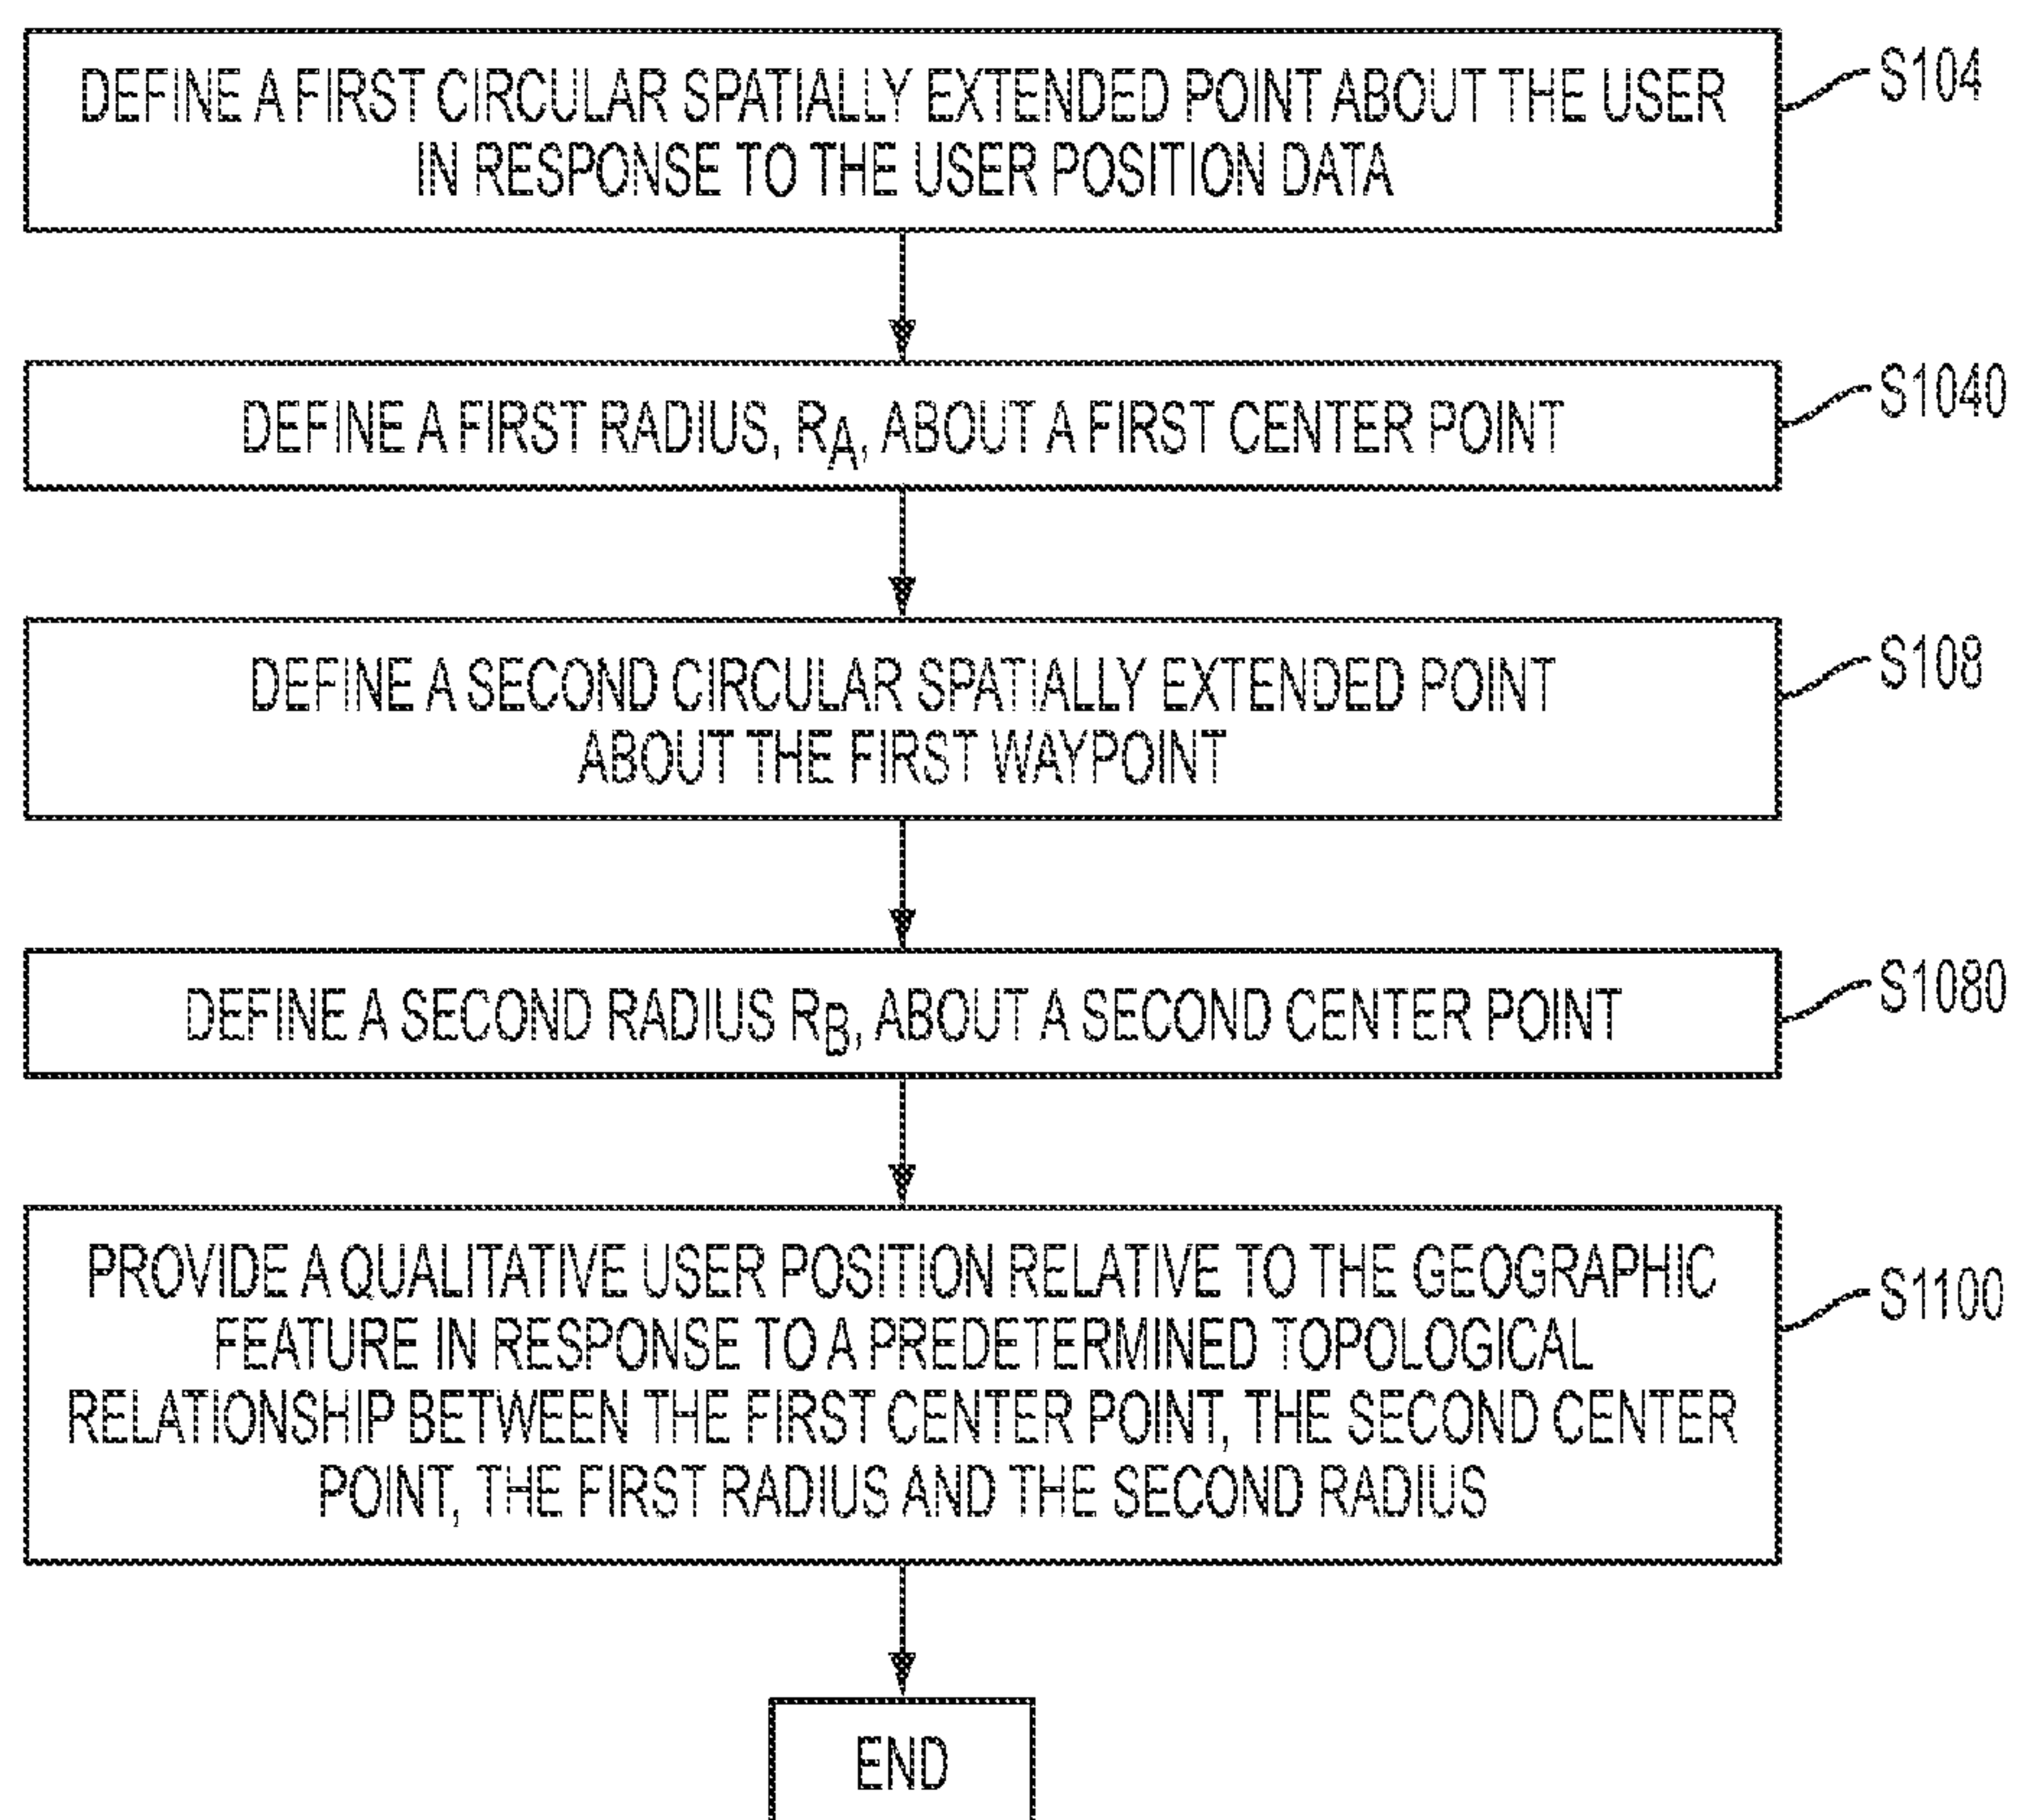 DEFINE A FIRST CIRCULAR SPATIALLY EXTENDED POINT ABOUT THE USER
IN RESPONSE TO THE USER POSITION DATA
S104
DEFINE A FIRST RADIUS, RA, ABOUT A FIRST CENTER POINT
S1040
DEFINE A SECOND CIRCULAR SPATIALLY EXTENDED POINT
ABOUT THE FIRST WAYPOINT
S108
DEFINE A SECOND RADIUS RB, ABOUT A SECOND CENTER POINT
S1080
PROVIDE A QUALITATIVE USER POSITION RELATIVE TO THE GEOGRAPHIC
FEATURE IN RESPONSE TO A PREDETERMINED TOPOLOGICAL
RELATIONSHIP BETWEEN THE FIRST CENTER POINT, THE SECOND CENTER
POINT, THE FIRST RADIUS AND THE SECOND RADIUS
S1100
END